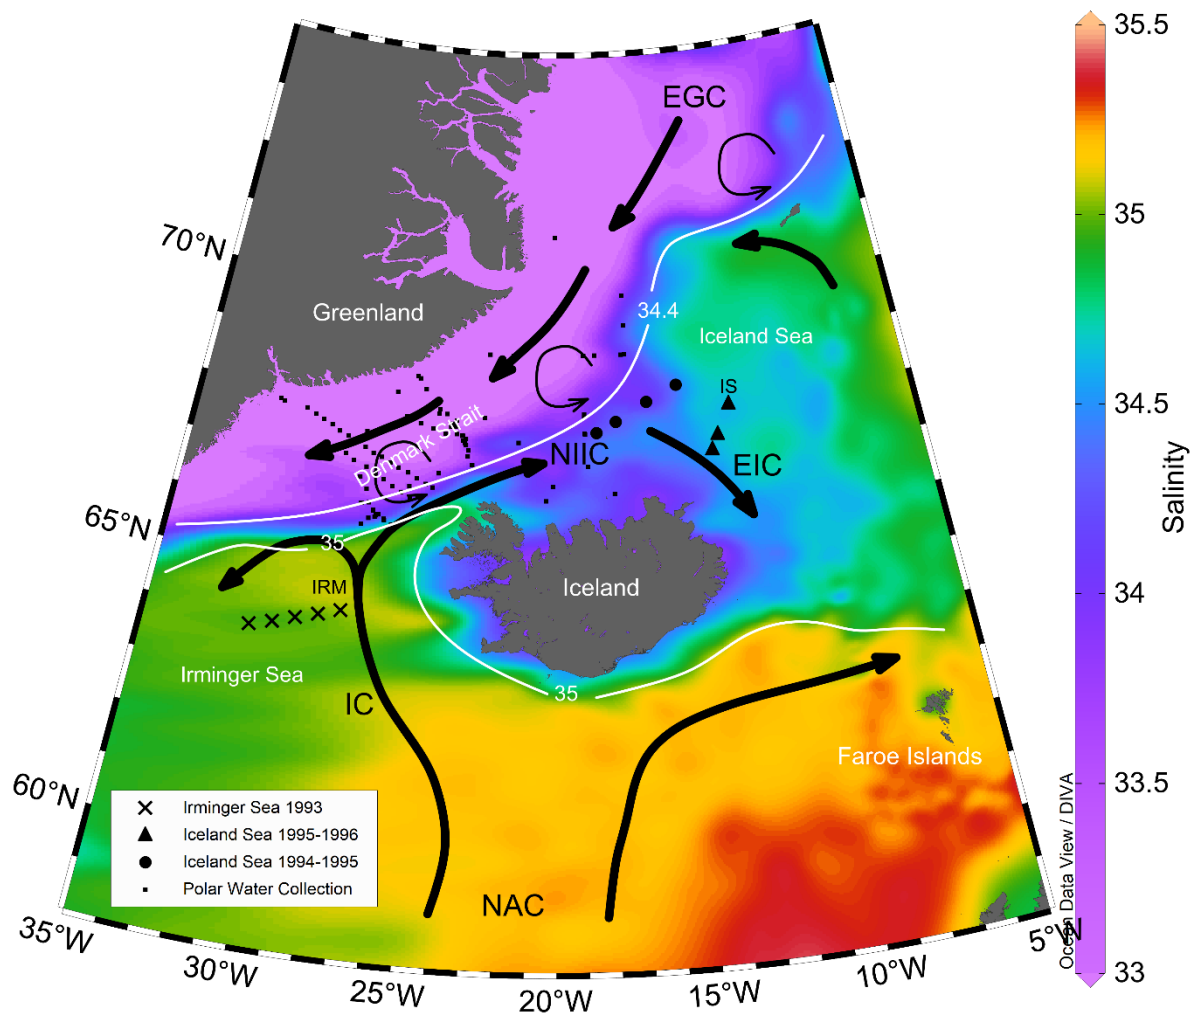 EGC
70°N
Greenland
34.4
Iceland Sea
IS
Denmark Strait
NIIC
EIC
65°N
35
IRM
Iceland
Irminger Sea
IC
35
Faroe Islands
60°N
Irminger Sea 1993
Iceland Sea 1995-1996
Iceland Sea 1994-1995
Polar Water Collection
NAC
35°W
30°W
25°W
20°W
15°W
10°W
5°W
Ocean Data View / DIVA
35.5
35
34.5
34
33.5
33
Salinity